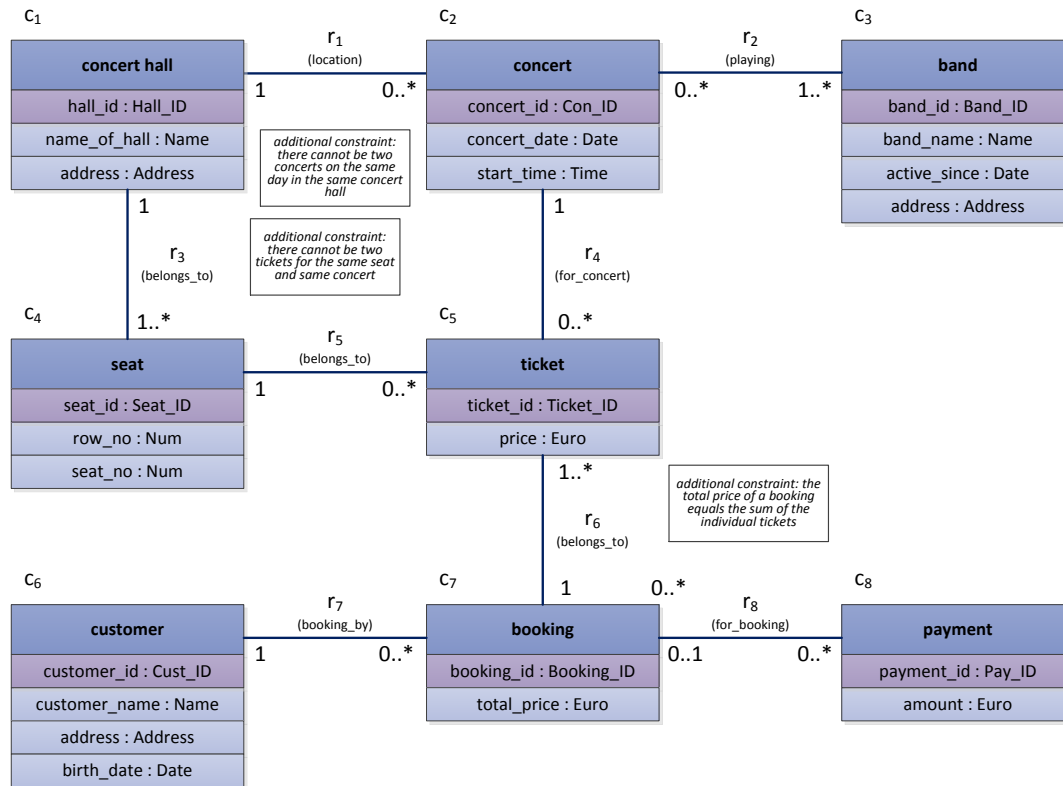 c1
c2
c3
concert hall
hall_id : Hall_ID
name_of_hall : Name
address : Address
r1
(location)
1
0..*
concert
concert_id : Con_ID
concert_date : Date
start_time : Time
r2
(playing)
0..*
1..*
band
band_id : Band_ID
band_name : Name
active_since : Date
address : Address
additional constraint:
there cannot be two
concerts on the same
day in the same concert
hall
1
r3
(belongs_to)
1..*
additional constraint:
there cannot be two
tickets for the same seat
and same concert
1
r4
(for_concert)
0..*
c4
c5
seat
seat_id : Seat_ID
row_no : Num
seat_no : Num
r5
(belongs_to)
1
0..*
ticket
ticket_id : Ticket_ID
price : Euro
1..*
r6
(belongs_to)
1
0..*
additional constraint: the
total price of a booking
equals the sum of the
individual tickets
c6
c7
c8
customer
customer_id : Cust_ID
customer_name : Name
address : Address
birth_date : Date
r7
(booking_by)
1
0..*
booking
booking_id : Booking_ID
total_price : Euro
r8
(for_booking)
0..1
0..*
payment
payment_id : Pay_ID
amount : Euro